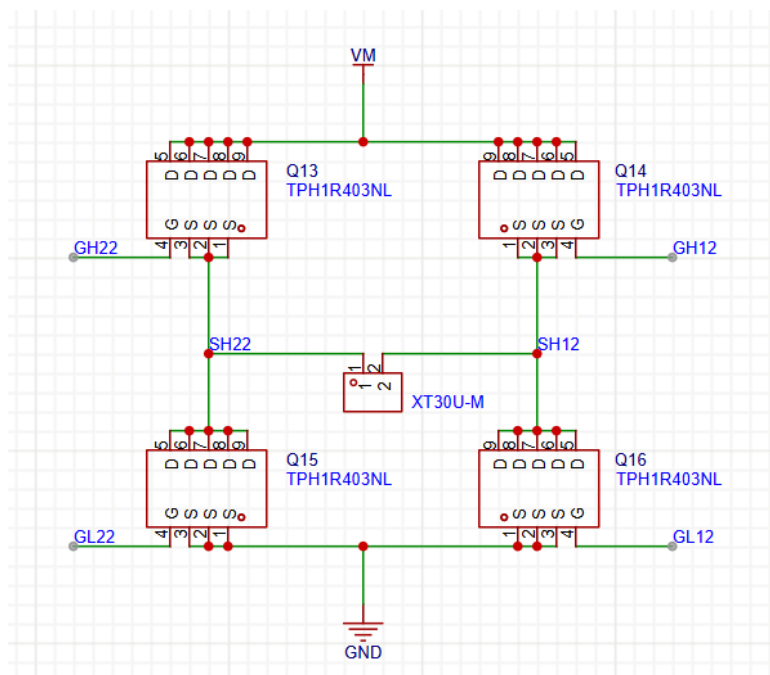 VM
5 6 7 8 9
9 8 7 6 5
D D D D D
D D D D D
Q13
TPH1R403NL
Q14
TPH1R403NL
G S S S
S S S G
4 3 2 1
1 2 3 4
GH22
GH12
SH22
SH12
1 2
1 2
XT30U-M
5 6 7 8 9
9 8 7 6 5
D D D D D
D D D D D
Q15
TPH1R403NL
Q16
TPH1R403NL
G S S S
S S S G
4 3 2 1
1 2 3 4
GL22
GL12
GND